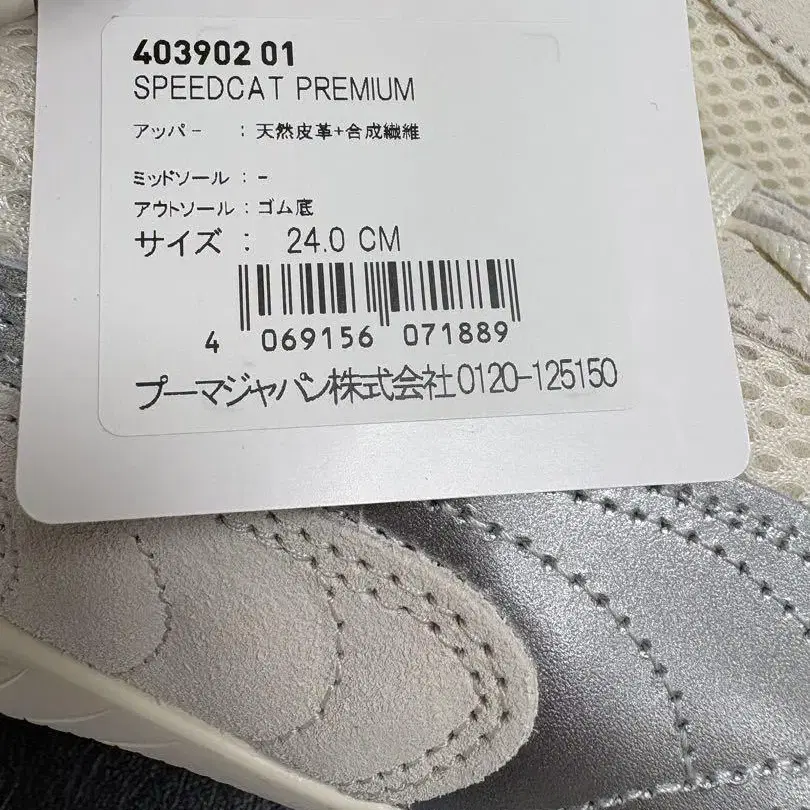 403902 01
SPEEDCAT PREMIUM
アッパー : 天然皮革+合成繊維
ミッドソール : -
アウトソール : ゴム底
サイズ : 24.0 CM
4 069156 071889
プーマジャパン株式会社0120-125150